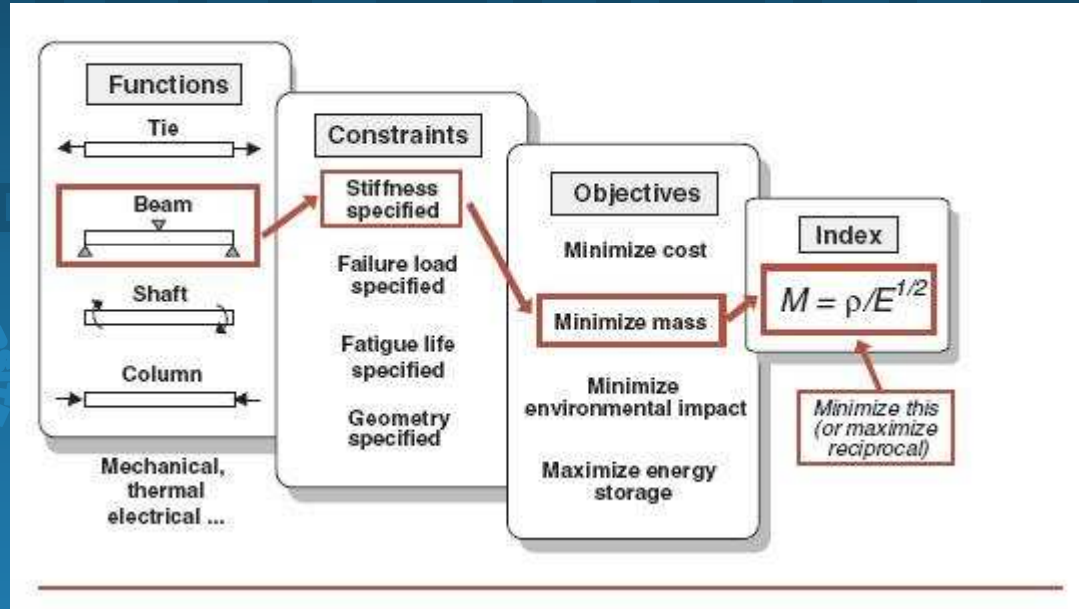 Functions
Tie
Beam
Shaft
Column
Mechanical,
thermal
electrical ...
Constraints
Stiffness
specified
Failure load
specified
Fatigue life
specified
Geometry
specified
Objectives
Minimize cost
Minimize mass
Minimize
environmental impact
Maximize energy
storage
Index
M = ρ/E^1/2
Minimize this
(or maximize
reciprocal)